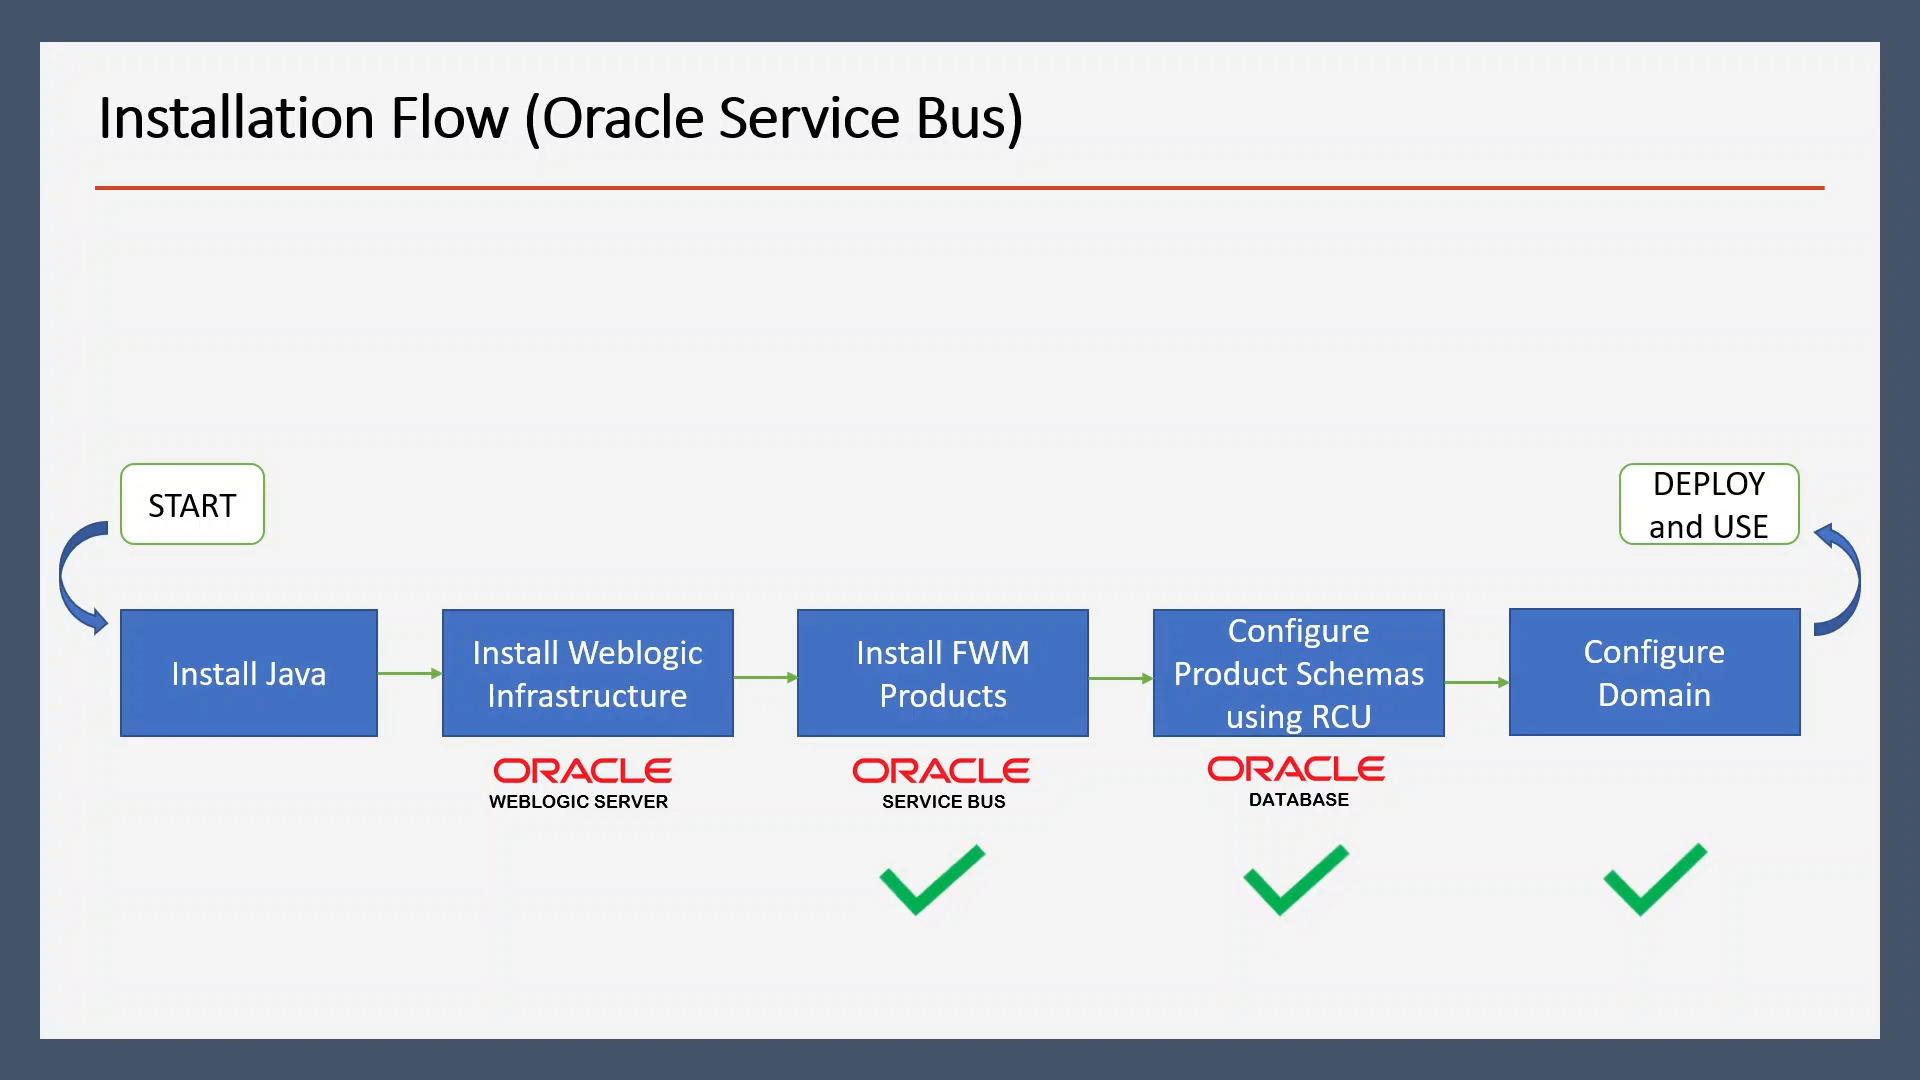 Installation Flow (Oracle Service Bus)
START
DEPLOY
and USE
Install Java
Install Weblogic
Infrastructure
Install FWM
Products
Configure
Product Schemas
using RCU
Configure
Domain
ORACLE
WEBLOGIC SERVER
ORACLE
SERVICE BUS
ORACLE
DATABASE